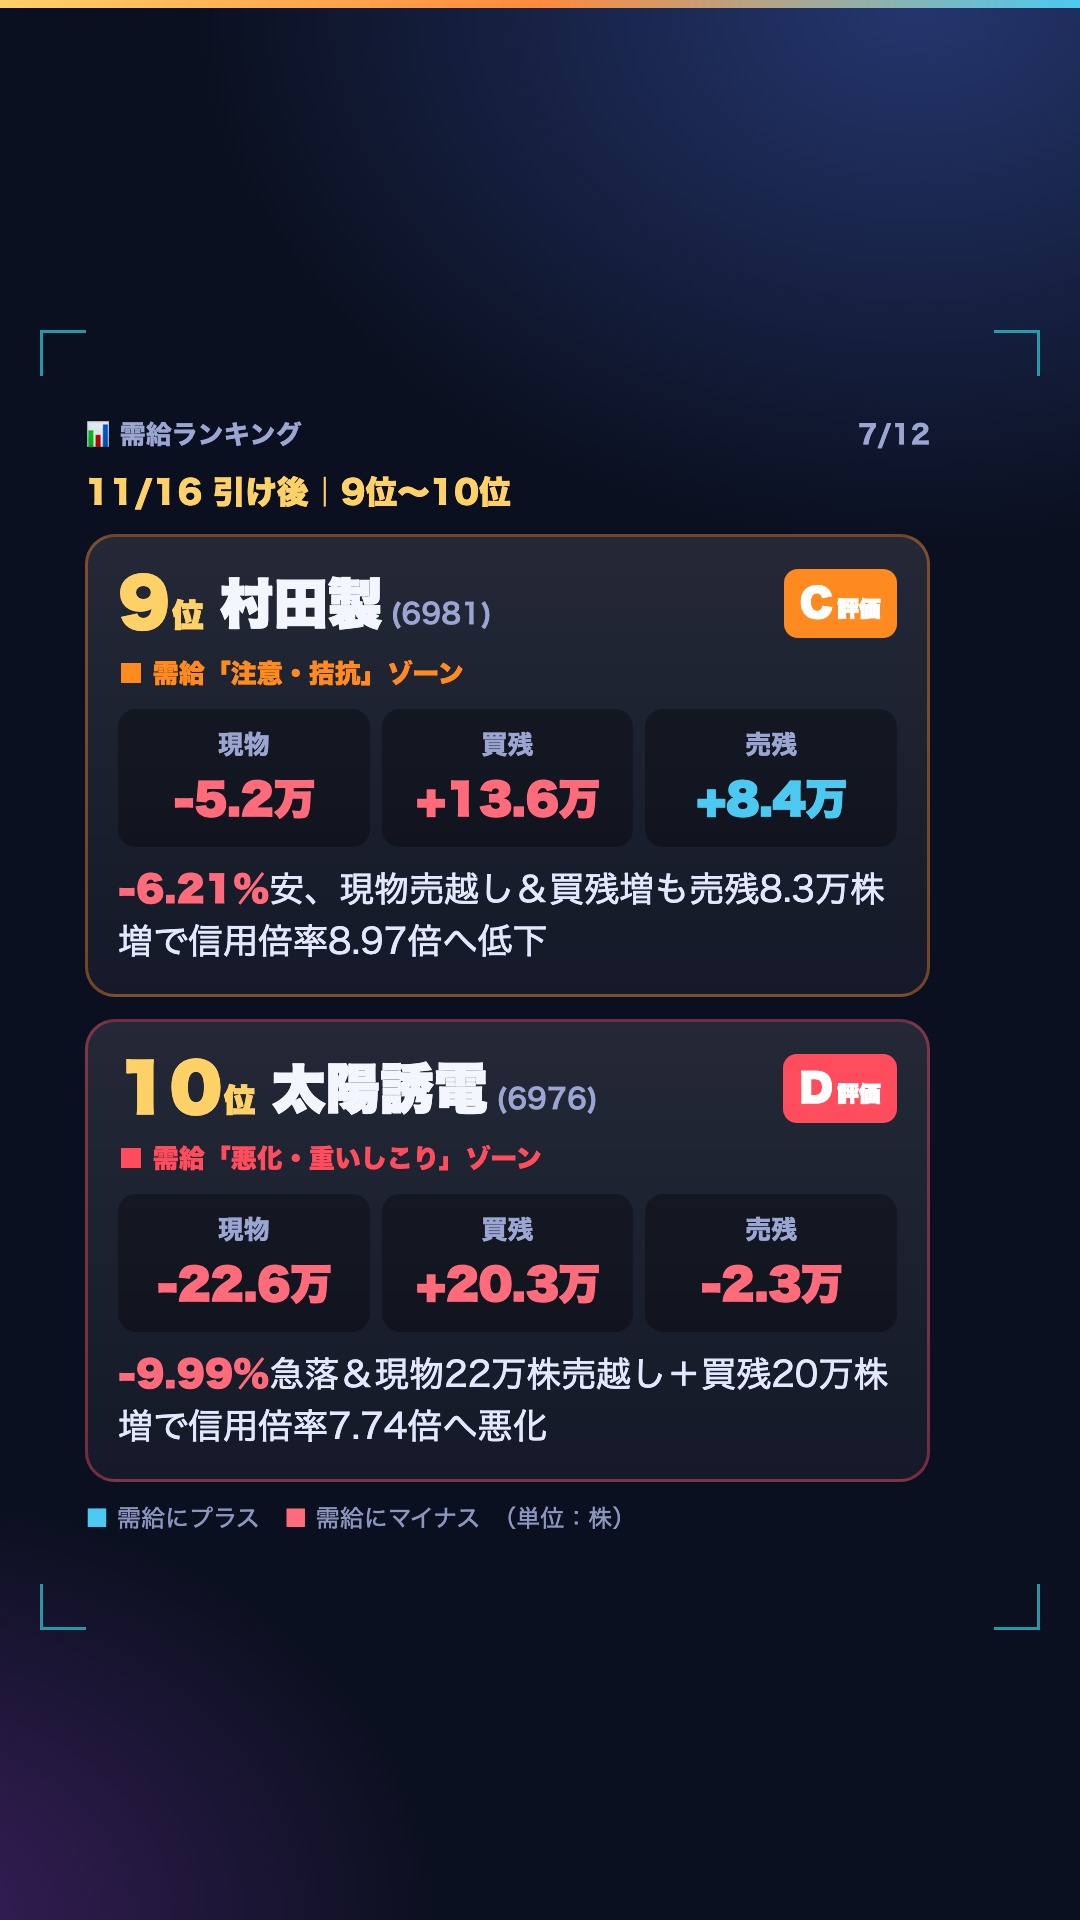 需給ランキング 7/12
11/16 引け後｜9位〜10位
9位 村田製 (6981) C評価
■ 需給「注意・拮抗」ゾーン
現物 買残 売残
-5.2万 +13.6万 +8.4万
-6.21%安、現物売越し＆買残増も売残8.3万株
増で信用倍率8.97倍へ低下
10位 太陽誘電 (6976) D評価
■ 需給「悪化・重いしこり」ゾーン
現物 買残 売残
-22.6万 +20.3万 -2.3万
-9.99%急落＆現物22万株売越し＋買残20万株
増で信用倍率7.74倍へ悪化
■ 需給にプラス ■ 需給にマイナス （単位：株）